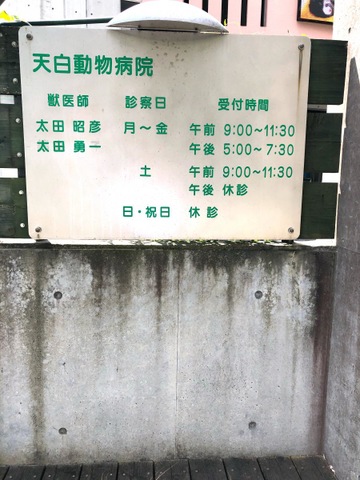 天白動物病院
獣医師 診察日 受付時間
太田 昭彦 月～金 午前 9:00～11:30
太田 勇一 午後 5:00～7:30
土 午前 9:00～11:30
午後 休診
日・祝日 休診